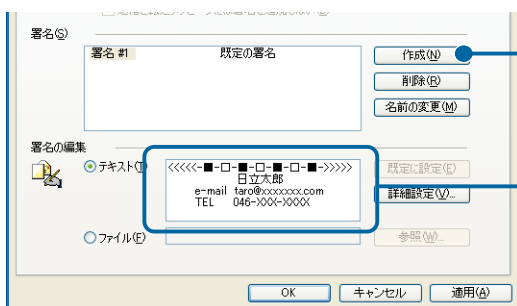 署名(S)
署名 #1 既定の署名
作成(N)
削除(R)
名前の変更(M)
署名の編集
テキスト(T)
<<<<<-■-□-■-□-■-□-■->>>>>
日立太郎
e-mail taro@xxxxxxx.com
TEL 046-XXX-XXXX
既定に設定(E)
詳細設定(V)...
ファイル(F)
参照(W)...
OK キャンセル 適用(A)